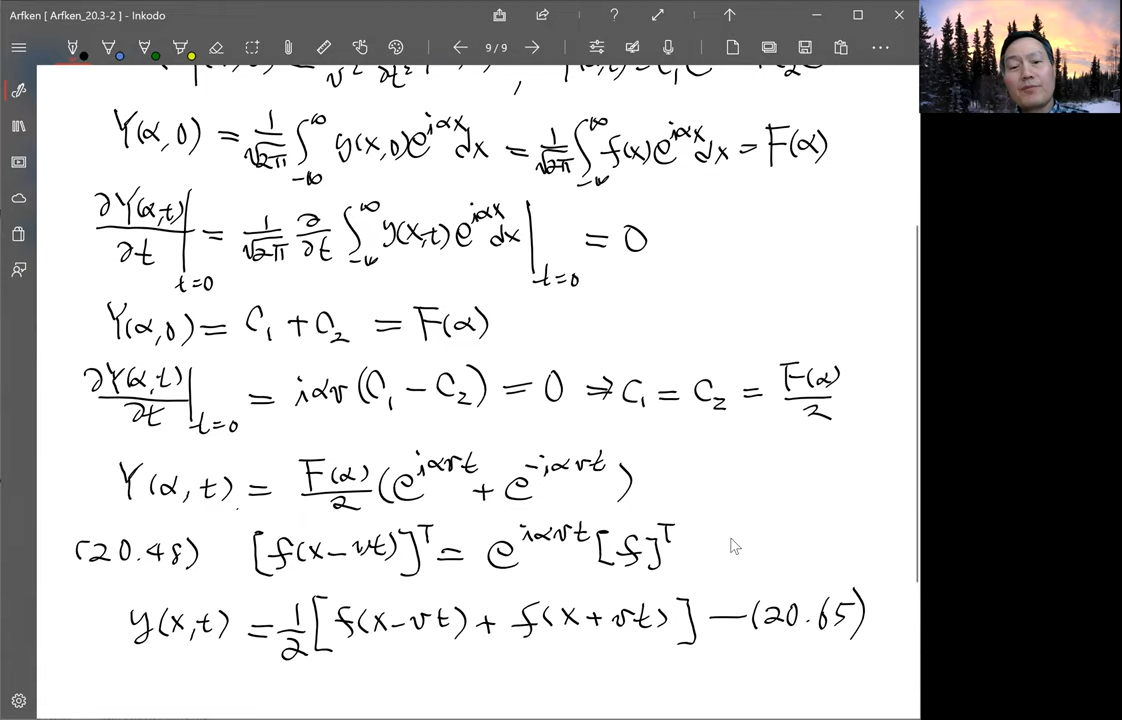 Arfken [ Arfken_20.3-2 ] - Inkodo
9 / 9
Y(α,0) = 1/√2π ∫_{-∞}^{∞} y(x,0) e^{iαx} dx = 1/√2π ∫_{-∞}^{∞} f(x) e^{iαx} dx = F(α)
∂Y(α,t)/∂t |_{t=0} = 1/√2π ∂/∂t ∫_{-∞}^{∞} y(x,t) e^{iαx} dx |_{t=0} = 0
Y(α,0) = C₁ + C₂ = F(α)
∂Y(α,t)/∂t |_{t=0} = iαv (C₁ - C₂) = 0 ⇒ C₁ = C₂ = F(α)/2
Y(α,t) = F(α)/2 (e^{iαvt} + e^{-iαvt})
(20.48) [f(x-vt)]^T = e^{iαvt} [f]^T
y(x,t) = 1/2 [f(x-vt) + f(x+vt)] — (20.65)